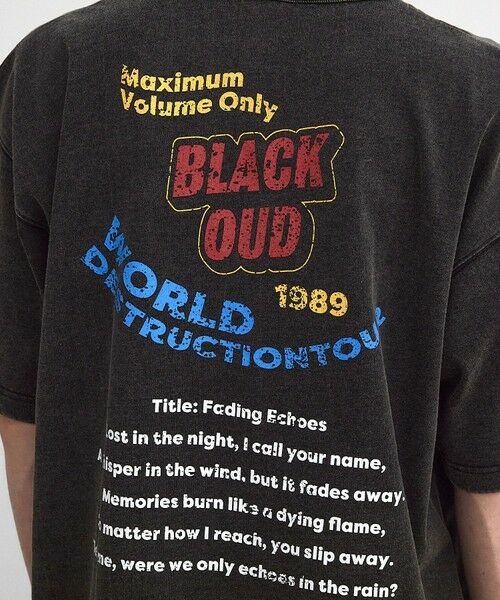 Maximum
Volume Only
BLACK
OUD
1989
WORLD
DESTRUCTIONTOUR
Title: Fading Echoes
Lost in the night, I call your name,
A whisper in the wind, but it fades away.
Memories burn like a dying flame,
No matter how I reach, you slip away.
me, were we only echoes in the rain?